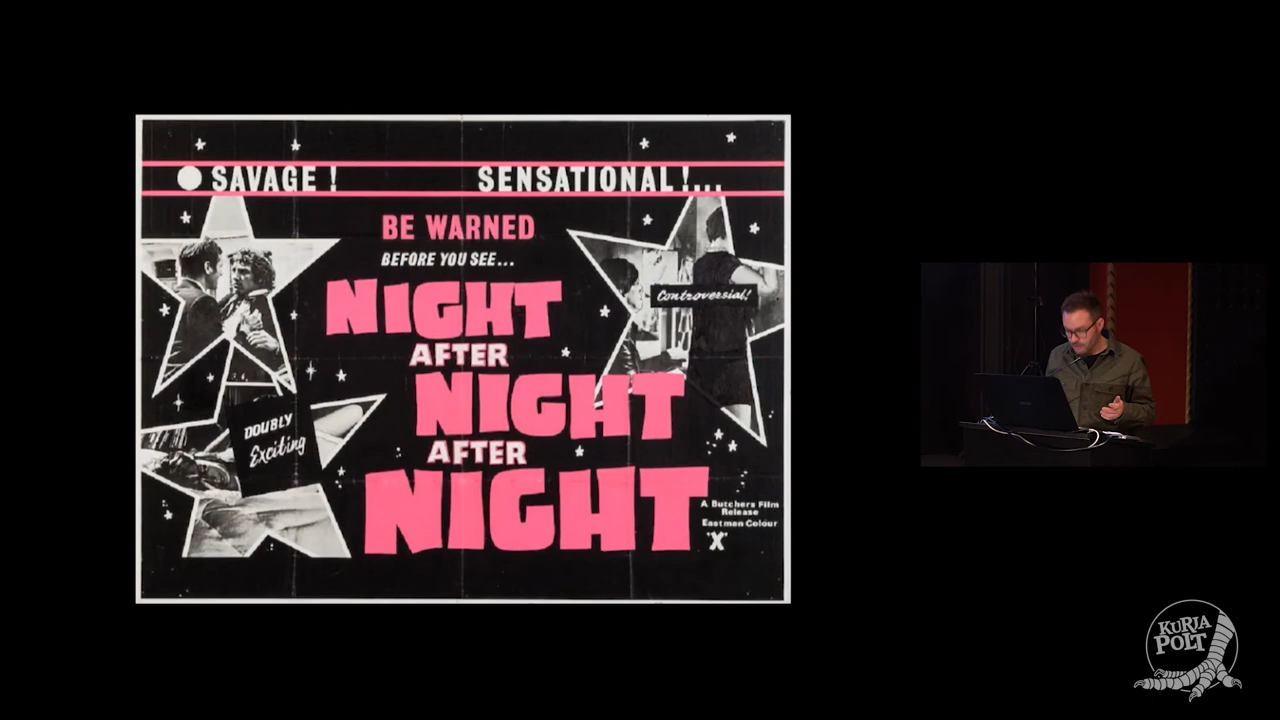 SAVAGE !
SENSATIONAL !...
BE WARNED
BEFORE YOU SEE...
NIGHT
Controversial!
AFTER
NIGHT
DOUBLY
Exciting
AFTER
NIGHT
A Butchers Film
Release
Eastman Colour
"X"
KURJA
POLT